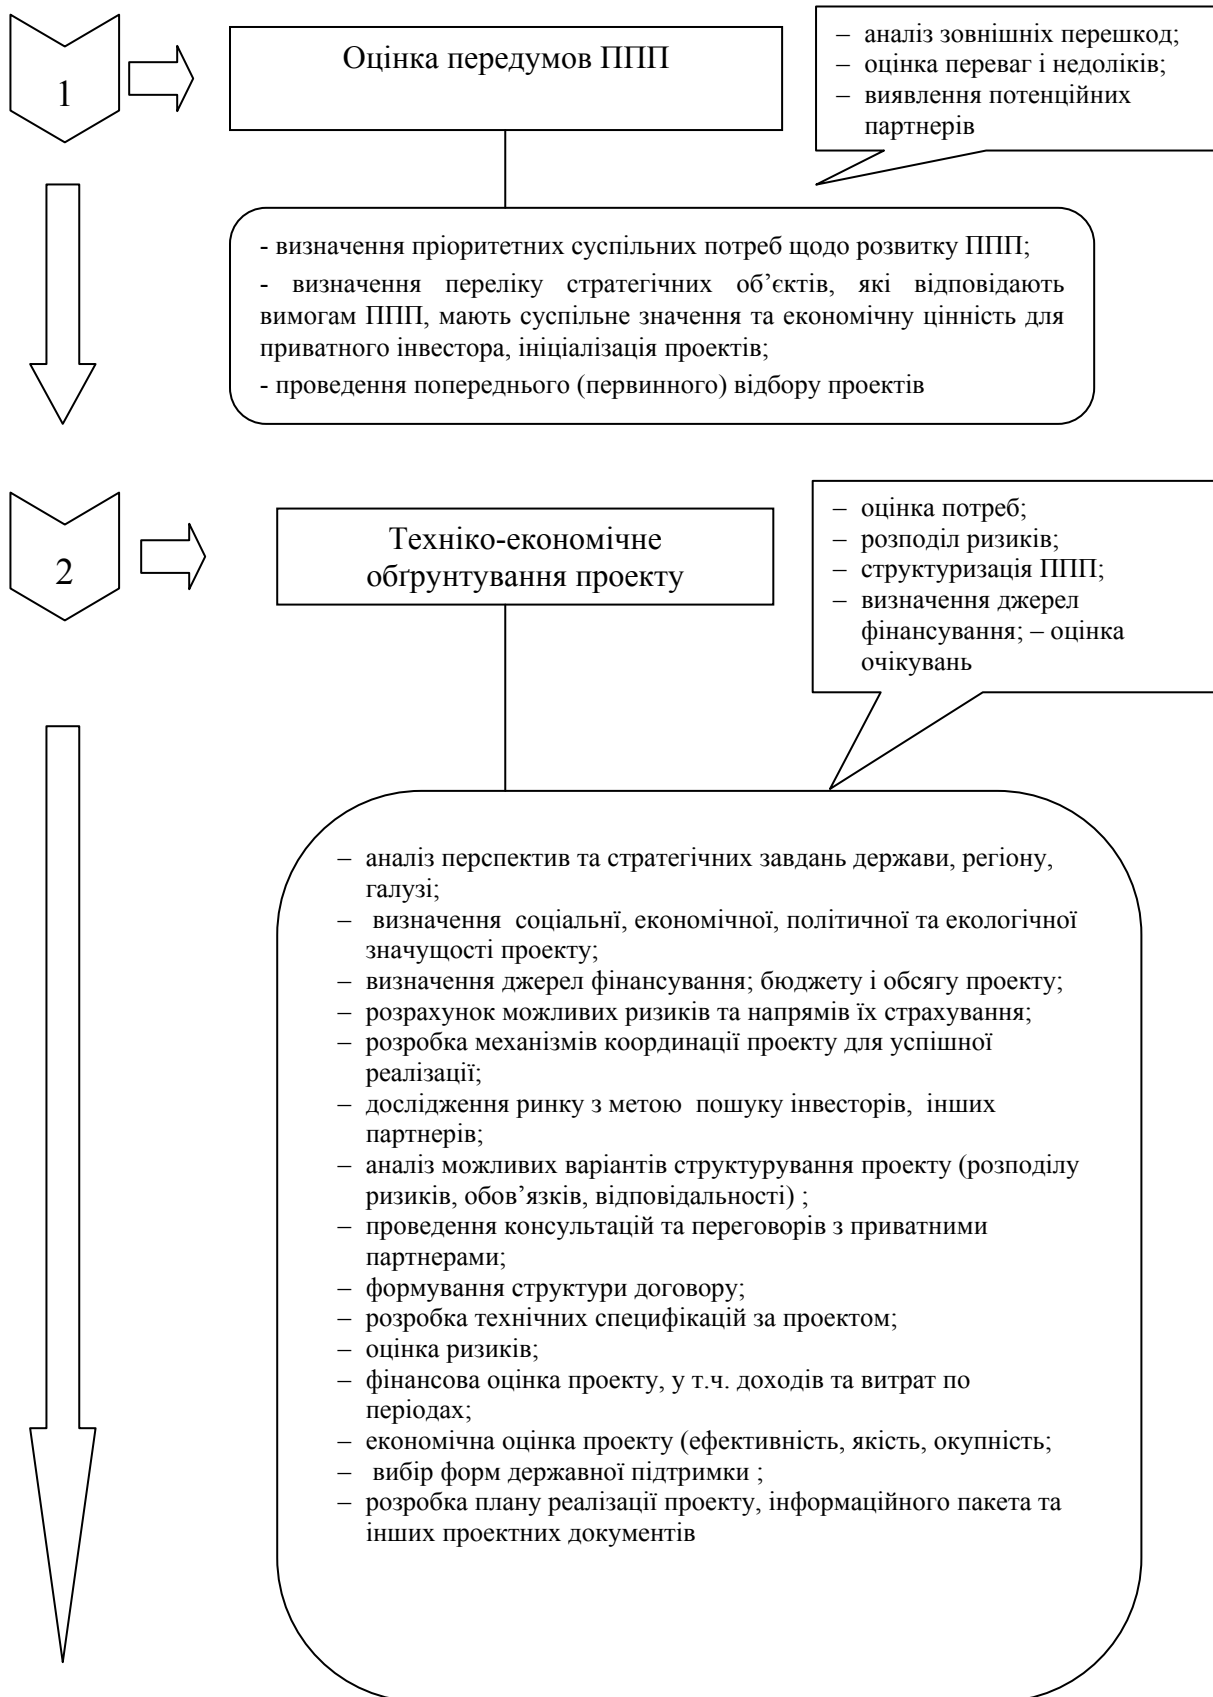 1
Оцінка передумов ППП
– аналіз зовнішніх перешкод;
– оцінка переваг і недоліків;
– виявлення потенційних
партнерів
- визначення пріоритетних суспільних потреб щодо розвитку ППП;
- визначення переліку стратегічних об’єктів, які відповідають
вимогам ППП, мають суспільне значення та економічну цінність для
приватного інвестора, ініціалізація проектів;
- проведення попереднього (первинного) відбору проектів
2
Техніко-економічне
обґрунтування проекту
– оцінка потреб;
– розподіл ризиків;
– структуризація ППП;
– визначення джерел
фінансування; – оцінка
очікувань
– аналіз перспектив та стратегічних завдань держави, регіону,
галузі;
– визначення соціальнї, економічної, політичної та екологічної
значущості проекту;
– визначення джерел фінансування; бюджету і обсягу проекту;
– розрахунок можливих ризиків та напрямів їх страхування;
– розробка механізмів координації проекту для успішної
реалізації;
– дослідження ринку з метою пошуку інвесторів, інших
партнерів;
– аналіз можливих варіантів структурування проекту (розподілу
ризиків, обов’язків, відповідальності) ;
– проведення консультацій та переговорів з приватними
партнерами;
– формування структури договору;
– розробка технічних специфікацій за проектом;
– оцінка ризиків;
– фінансова оцінка проекту, у т.ч. доходів та витрат по
періодах;
– економічна оцінка проекту (ефективність, якість, окупність;
– вибір форм державної підтримки ;
– розробка плану реалізації проекту, інформаційного пакета та
інших проектних документів